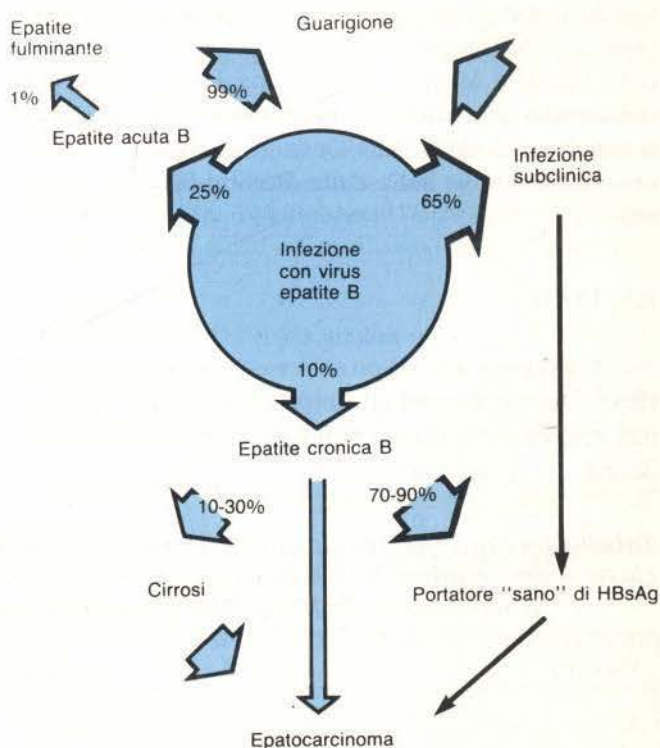 Epatite
fulminante
Guarigione
1%
99%
Epatite acuta B
Infezione
subclinica
25%
65%
Infezione
con virus
epatite B
10%
Epatite cronica B
10-30%
70-90%
Cirrosi
Portatore "sano" di HBsAg
Epatocarcinoma